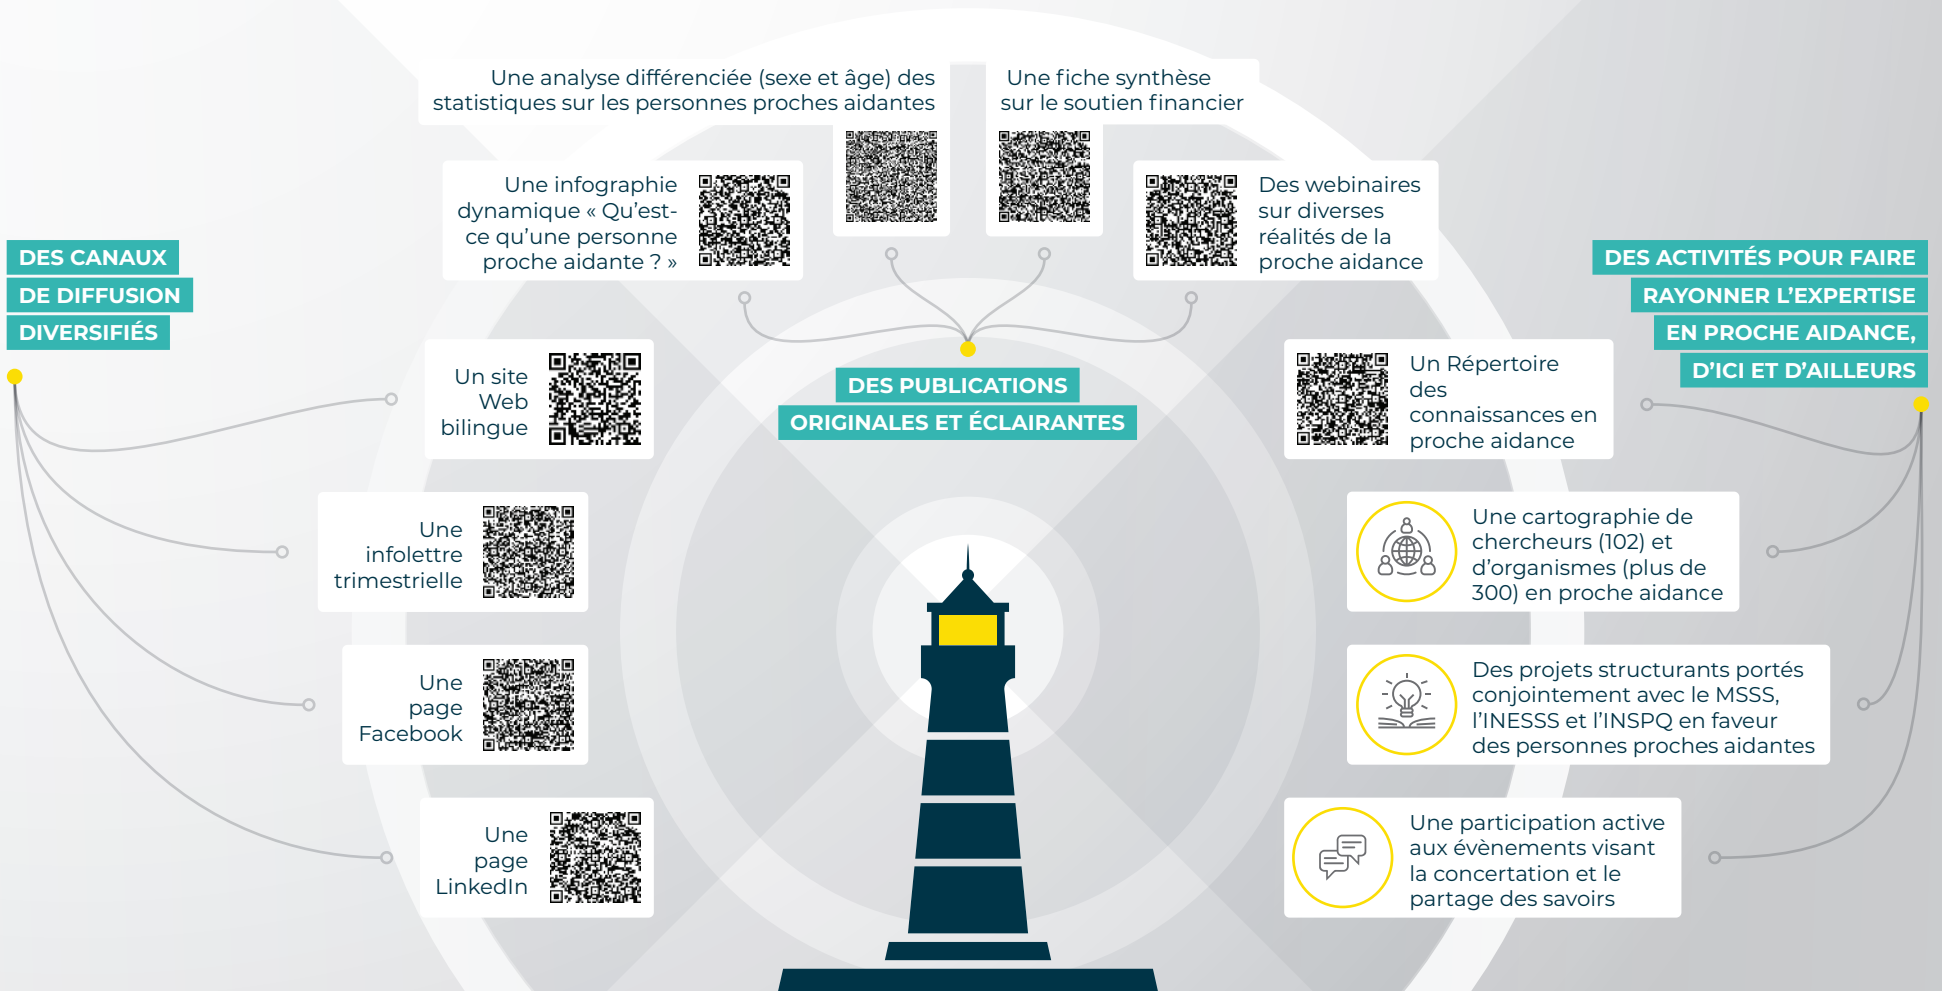 DES CANAUX
DE DIFFUSION
DIVERSIFIÉS
Un site
Web
bilingue
Une
infolettre
trimestrielle
Une
page
Facebook
Une
page
LinkedIn
Une infographie
dynamique « Qu’est-
ce qu’une personne
proche aidante ? »
Une analyse différenciée (sexe et âge) des
statistiques sur les personnes proches aidantes
Une fiche synthèse
sur le soutien financier
Des webinaires
sur diverses
réalités de la
proche aidance
DES PUBLICATIONS
ORIGINALES ET ÉCLAIRANTES
DES ACTIVITÉS POUR FAIRE
RAYONNER L’EXPERTISE
EN PROCHE AIDANCE,
D’ICI ET D’AILLEURS
Un Répertoire
des
connaissances en
proche aidance
Une cartographie de
chercheurs (102) et
d’organismes (plus de
300) en proche aidance
Des projets structurants portés
conjointement avec le MSSS,
l’INESSS et l’INSPQ en faveur
des personnes proches aidantes
Une participation active
aux évènements visant
la concertation et le
partage des savoirs